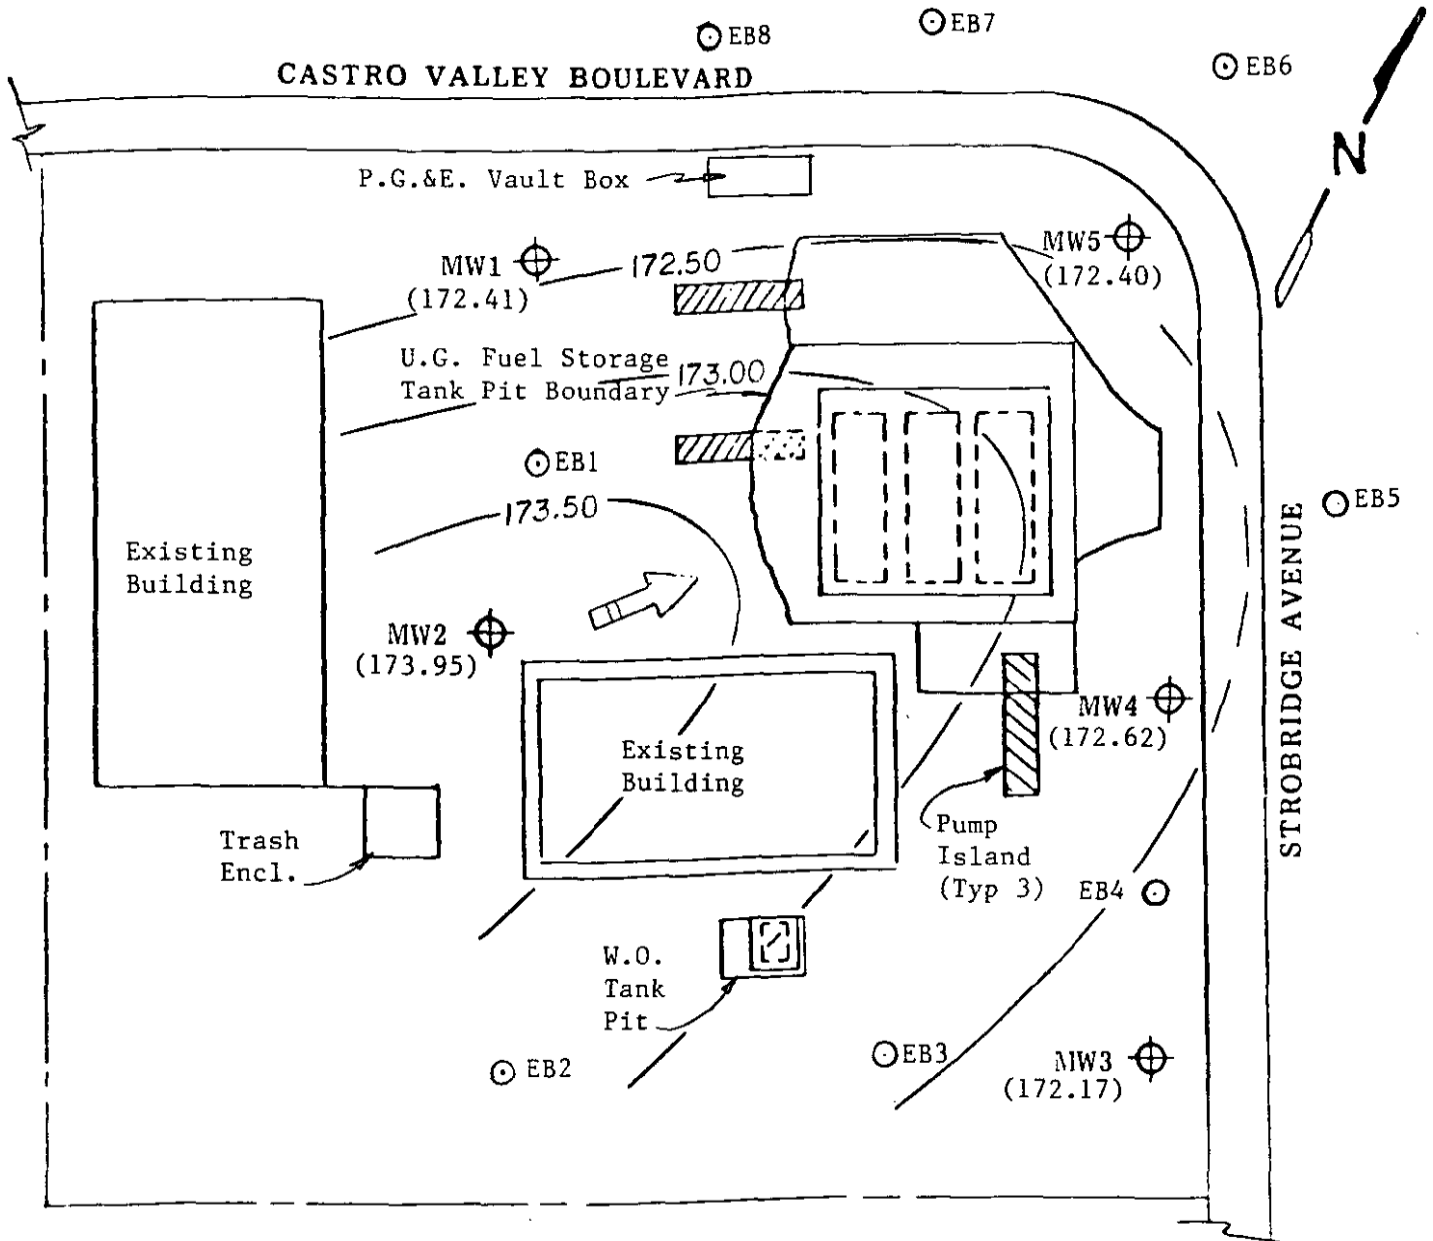 EB8
EB7
EB6
CASTRO VALLEY BOULEVARD
N
P.G.&E. Vault Box
MW1
(172.41)
172.50
MW5
(172.40)
U.G. Fuel Storage
Tank Pit Boundary
173.00
EB1
173.50
EB5
Existing
Building
MW2
(173.95)
STROBRIDGE AVENUE
MW4
(172.62)
Existing
Building
Trash
Encl.
Pump
Island
(Typ 3)
EB4
W.O.
Tank
Pit
EB2
EB3
MW3
(172.17)